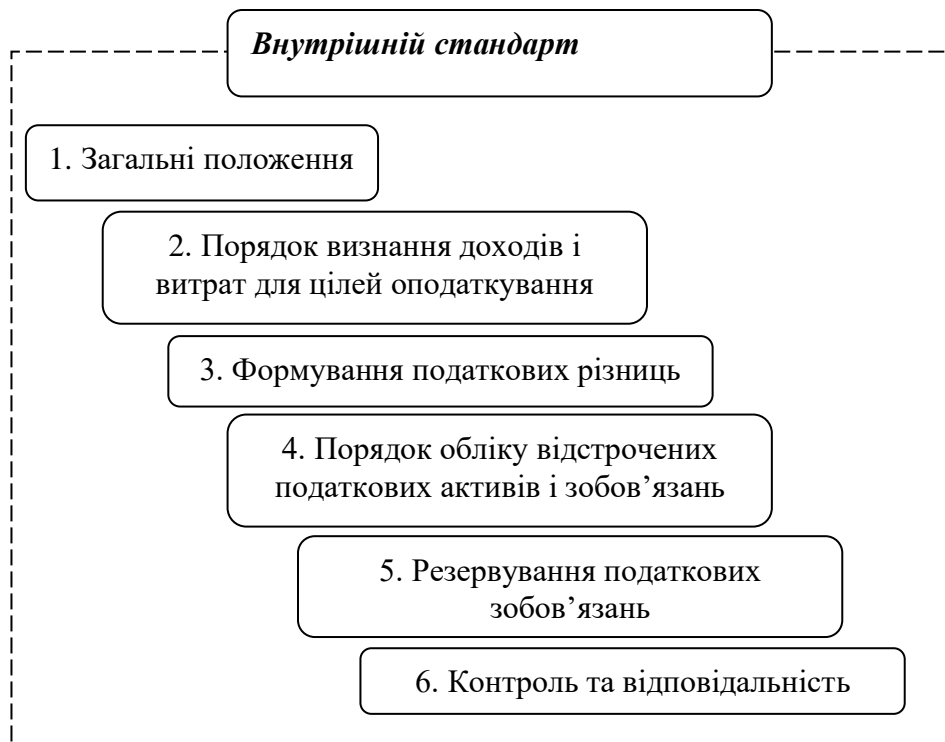 Внутрішній стандарт
1. Загальні положення
2. Порядок визнання доходів і
витрат для цілей оподаткування
3. Формування податкових різниць
4. Порядок обліку відстрочених
податкових активів і зобов’язань
5. Резервування податкових
зобов’язань
6. Контроль та відповідальність